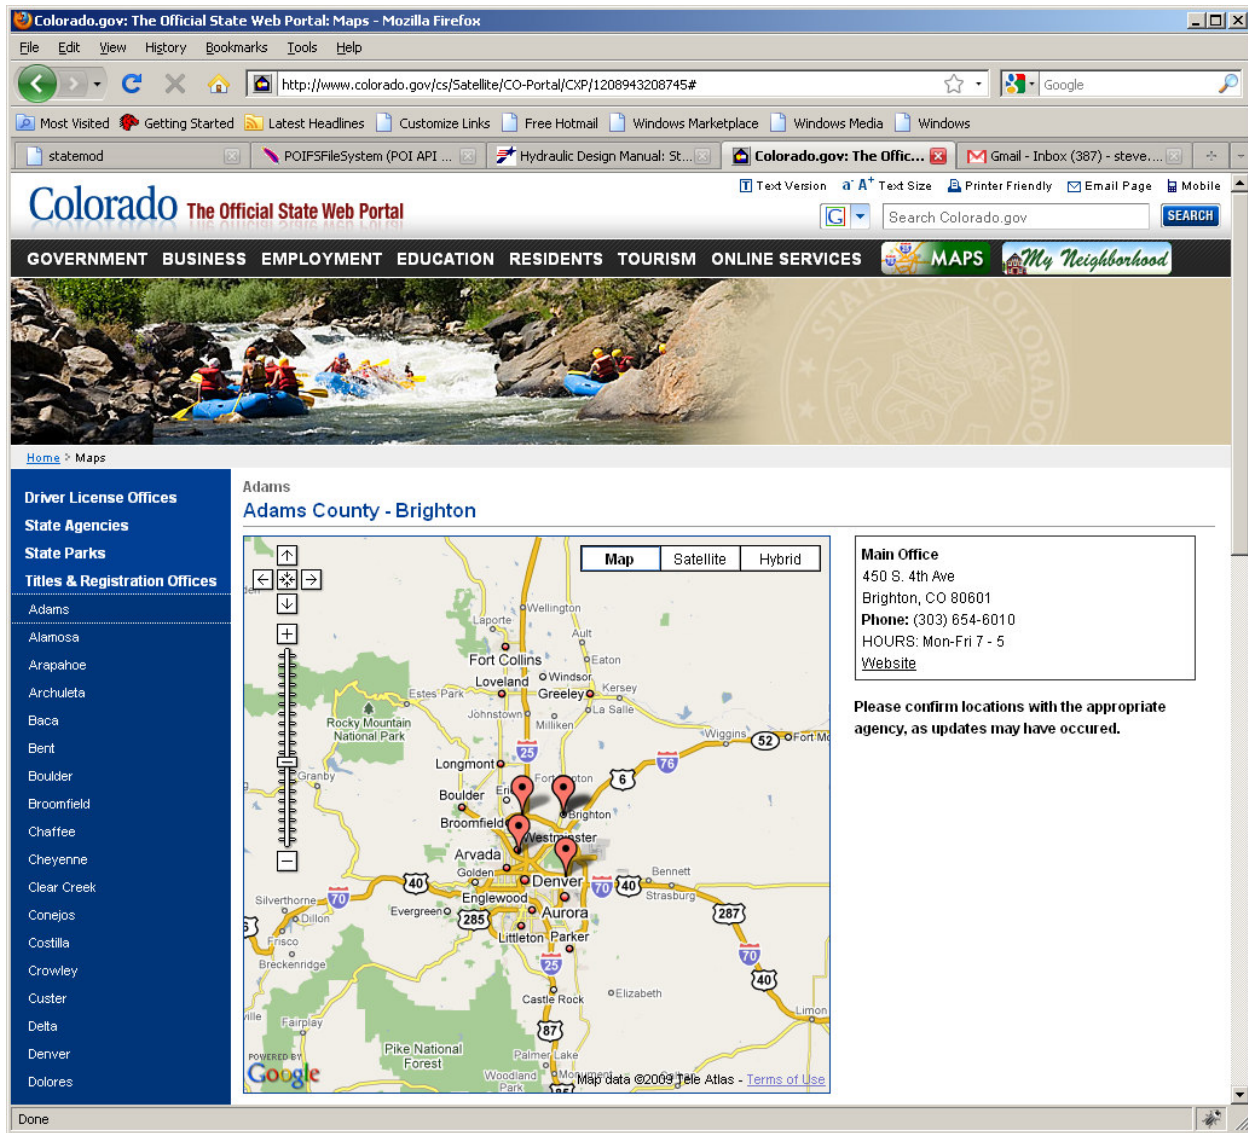 Colorado.gov: The Official State Web Portal: Maps - Mozilla Firefox
File Edit View History Bookmarks Tools Help
http://www.colorado.gov/cs/Satellite/CO-Portal/CXP/1208943208745#
Google
Most Visited Getting Started Latest Headlines Customize Links Free Hotmail Windows Marketplace Windows Media Windows
statemod POIFSFileSystem (POI API ... Hydraulic Design Manual: St... Colorado.gov: The Offic... Gmail - Inbox (387) - steve....
Text Version Text Size Printer Friendly Email Page Mobile
Colorado The Official State Web Portal
Search Colorado.gov SEARCH
GOVERNMENT BUSINESS EMPLOYMENT EDUCATION RESIDENTS TOURISM ONLINE SERVICES MAPS My Neighborhood
STATE OF COLORADO
Home > Maps
Driver License Offices
State Agencies
State Parks
Titles & Registration Offices
Adams
Alamosa
Arapahoe
Archuleta
Baca
Bent
Boulder
Broomfield
Chaffee
Cheyenne
Clear Creek
Conejos
Costilla
Crowley
Custer
Delta
Denver
Dolores
Adams
Adams County - Brighton
Map Satellite Hybrid
Wellington
Laporte
Ault
Fort Collins
Eaton
Loveland
Windsor
Estes Park
Greeley
Kersey
Johnstown
La Salle
Milliken
Rocky Mountain
National Park
Wiggins
52
25
76
Longmont
6
Granby
Boulder
Brighton
Broomfield
Westminster
Arvada
Golden
Denver
Bennett
40
70
40
Silverthorne
70
Englewood
Strasburg
Evergreen
285
Aurora
287
Dillon
Littleton
Parker
Frisco
Breckenridge
25
70
40
Castle Rock
Elizabeth
Limon
Fairplay
87
Pike National
Forest
Palmer Lake
Woodland
Park
Monument
POWERED BY
Google
Map data ©2009 Tele Atlas - Terms of Use
Main Office
450 S. 4th Ave
Brighton, CO 80601
Phone: (303) 654-6010
HOURS: Mon-Fri 7 - 5
Website
Please confirm locations with the appropriate
agency, as updates may have occured.
Done